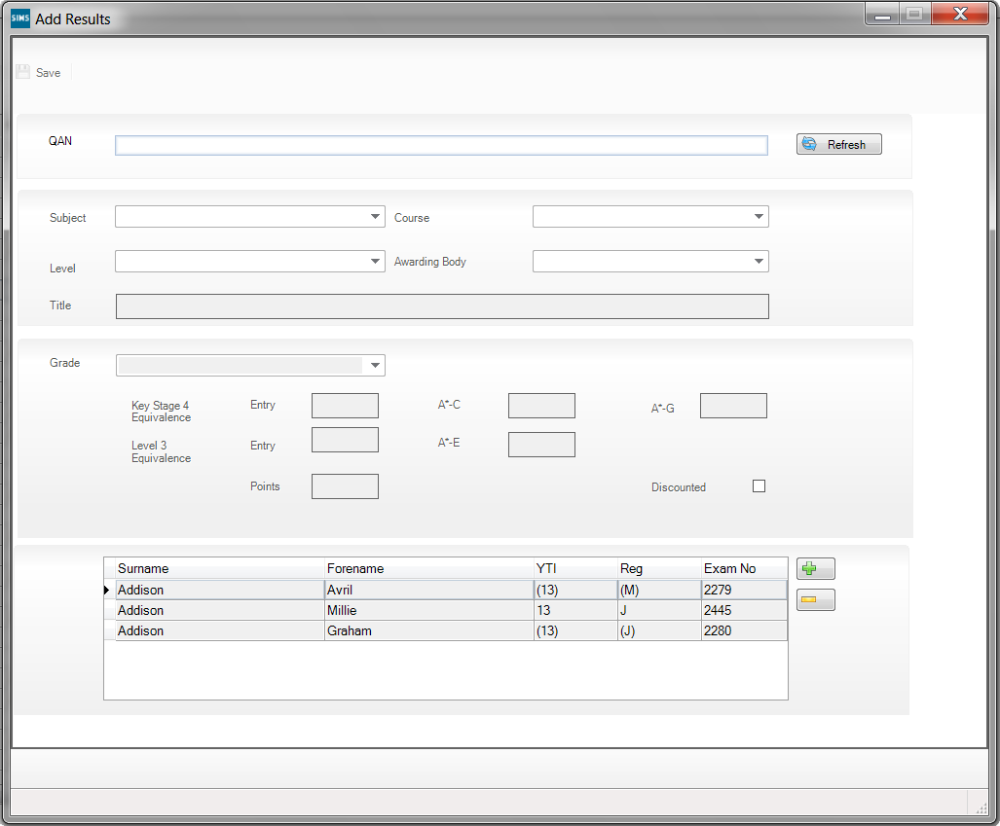 SIMS Add Results
Save
QAN Refresh
Subject Course
Level Awarding Body
Title
Grade
Key Stage 4 Equivalence Entry A*-C A*-G
Level 3 Equivalence Entry A*-E
Points Discounted
Surname Forename YTI Reg Exam No
Addison Avril (13) (M) 2279
Addison Millie 13 J 2445
Addison Graham (13) (J) 2280